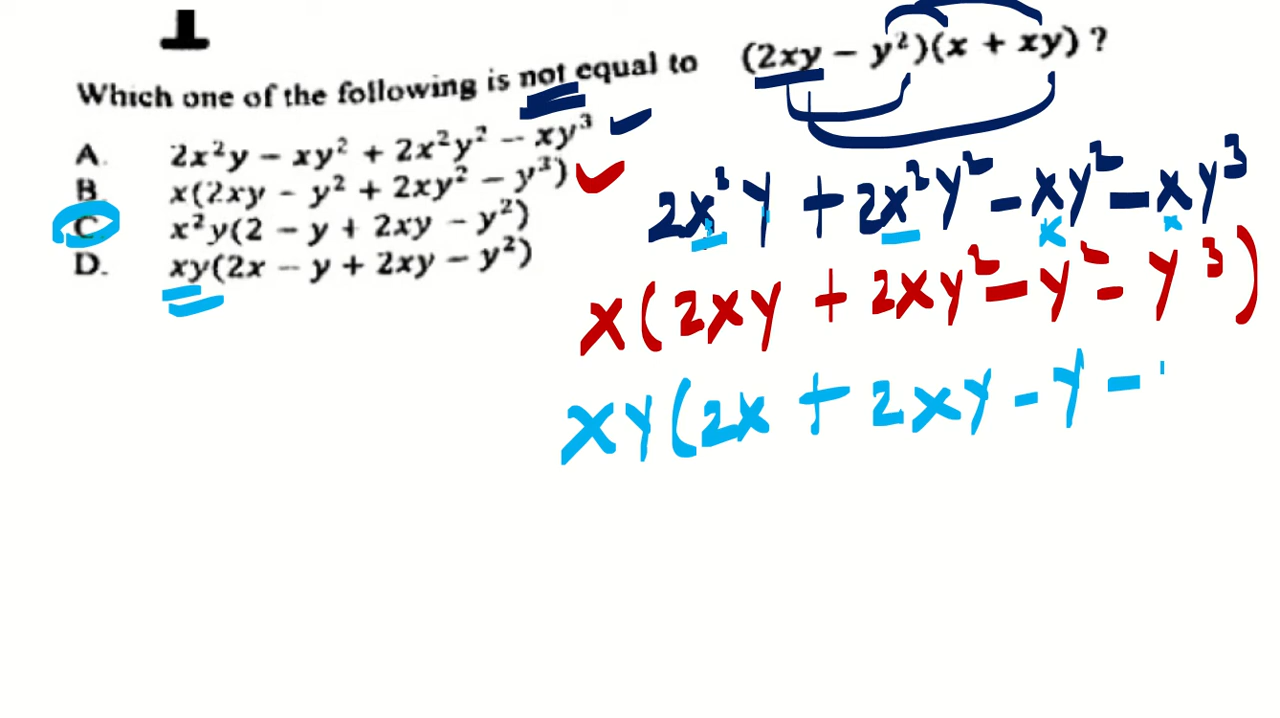 1
Which one of the following is not equal to (2xy − y²)(x + xy) ?
A. 2x²y − xy² + 2x²y² − xy³
B. x(2xy − y² + 2xy² − y³)
C. x²y(2 − y + 2xy − y²)
D. xy(2x − y + 2xy − y²)
2x²y + 2x²y² − xy² − xy³
x(2xy + 2xy² − y² − y³)
xy(2x + 2xy − y −